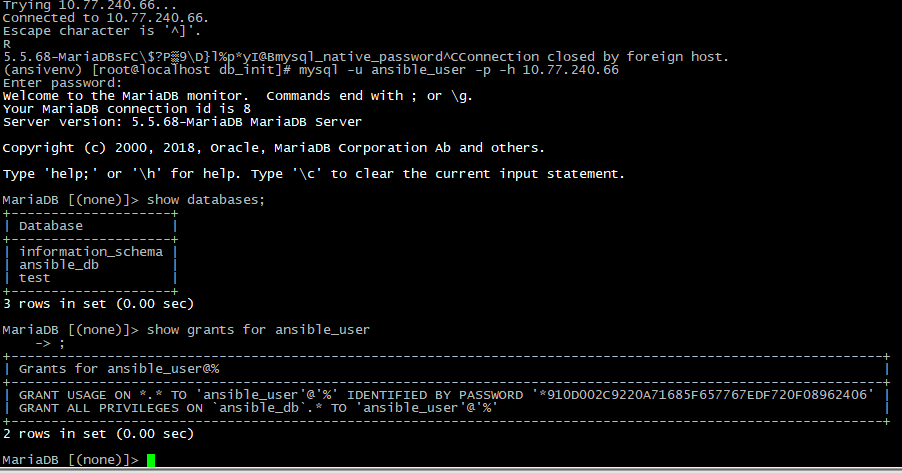 Trying 10.77.240.66...
Connected to 10.77.240.66.
Escape character is '^]'.
R
5.5.68-MariaDBsFC\$?P▒9\D}l%p*yI@Bmysql_native_password^CConnection closed by foreign host.
(ansivenv) [root@localhost db_init]# mysql -u ansible_user -p -h 10.77.240.66
Enter password:
Welcome to the MariaDB monitor.  Commands end with ; or \g.
Your MariaDB connection id is 8
Server version: 5.5.68-MariaDB MariaDB Server
Copyright (c) 2000, 2018, Oracle, MariaDB Corporation Ab and others.
Type 'help;' or '\h' for help. Type '\c' to clear the current input statement.
MariaDB [(none)]> show databases;
+--------------------+
| Database           |
+--------------------+
| information_schema |
| ansible_db         |
| test               |
+--------------------+
3 rows in set (0.00 sec)
MariaDB [(none)]> show grants for ansible_user
    -> ;
+-------------------------------------------------------------------------------------------------------------+
| Grants for ansible_user@%                                                                                   |
+-------------------------------------------------------------------------------------------------------------+
| GRANT USAGE ON *.* TO 'ansible_user'@'%' IDENTIFIED BY PASSWORD '*910D002C9220A71685F657767EDF720F08962406' |
| GRANT ALL PRIVILEGES ON `ansible_db`.* TO 'ansible_user'@'%'                                                |
+-------------------------------------------------------------------------------------------------------------+
2 rows in set (0.00 sec)
MariaDB [(none)]>